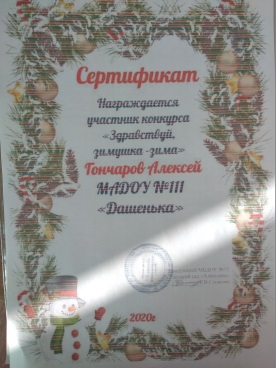 Сертификат
Награждается
участник конкурса
«Здравствуй,
зимушка -зима»
Гончаров Алексей
МАДОУ №111
«Дашенька»
2020г